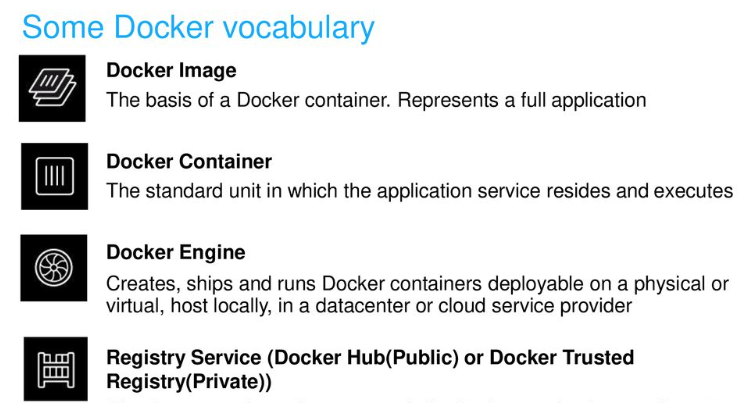 Some Docker vocabulary
Docker Image
The basis of a Docker container. Represents a full application
Docker Container
The standard unit in which the application service resides and executes
Docker Engine
Creates, ships and runs Docker containers deployable on a physical or
virtual, host locally, in a datacenter or cloud service provider
Registry Service (Docker Hub(Public) or Docker Trusted
Registry(Private))